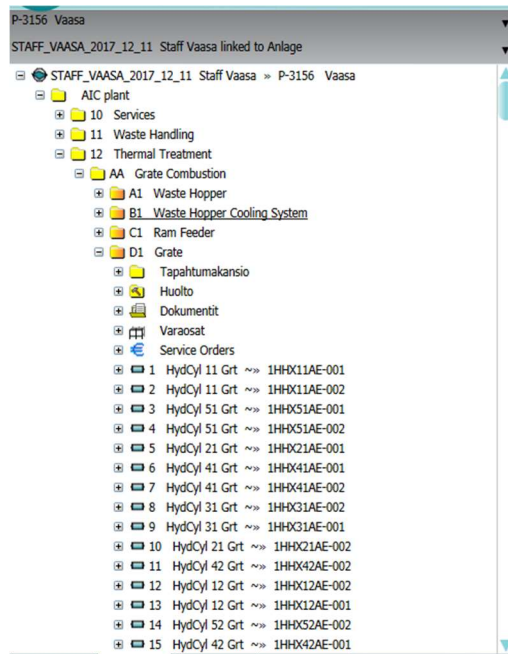 P-3156 Vaasa
STAFF_VAASA_2017_12_11 Staff Vaasa linked to Anlage
STAFF_VAASA_2017_12_11 Staff Vaasa » P-3156 Vaasa
AIC plant
10 Services
11 Waste Handling
12 Thermal Treatment
AA Grate Combustion
A1 Waste Hopper
B1 Waste Hopper Cooling System
C1 Ram Feeder
D1 Grate
Tapahtumakansio
Huolto
Dokumentit
Varaosat
Service Orders
1 HydCyl 11 Grt ~» 1HHX11AE-001
2 HydCyl 11 Grt ~» 1HHX11AE-002
3 HydCyl 51 Grt ~» 1HHX51AE-001
4 HydCyl 51 Grt ~» 1HHX51AE-002
5 HydCyl 21 Grt ~» 1HHX21AE-001
6 HydCyl 41 Grt ~» 1HHX41AE-001
7 HydCyl 41 Grt ~» 1HHX41AE-002
8 HydCyl 31 Grt ~» 1HHX31AE-002
9 HydCyl 31 Grt ~» 1HHX31AE-001
10 HydCyl 21 Grt ~» 1HHX21AE-002
11 HydCyl 42 Grt ~» 1HHX42AE-002
12 HydCyl 12 Grt ~» 1HHX12AE-002
13 HydCyl 12 Grt ~» 1HHX12AE-001
14 HydCyl 52 Grt ~» 1HHX52AE-002
15 HydCyl 42 Grt ~» 1HHX42AE-001